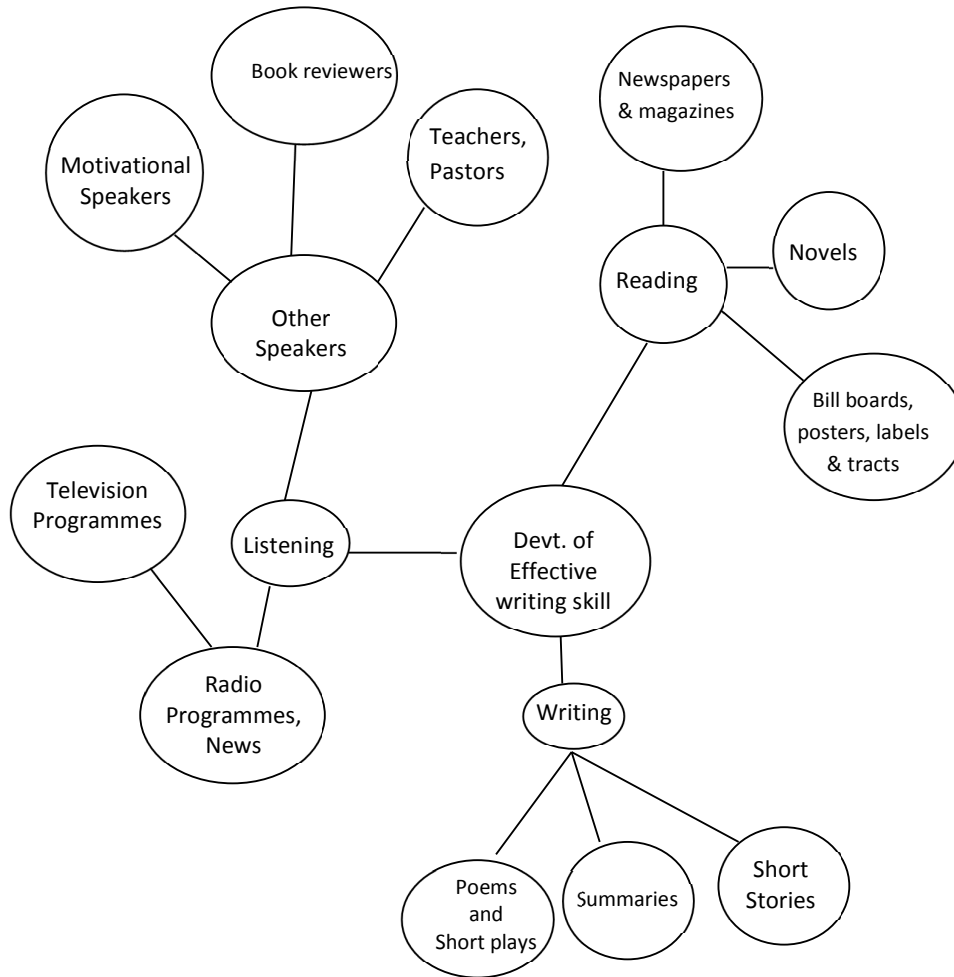 Book reviewers
Newspapers
& magazines
Motivational
Speakers
Teachers,
Pastors
Novels
Reading
Other
Speakers
Bill boards,
posters, labels
& tracts
Television
Programmes
Listening
Devt. of
Effective
writing skill
Radio
Programmes,
News
Writing
Poems
and
Short plays
Summaries
Short
Stories